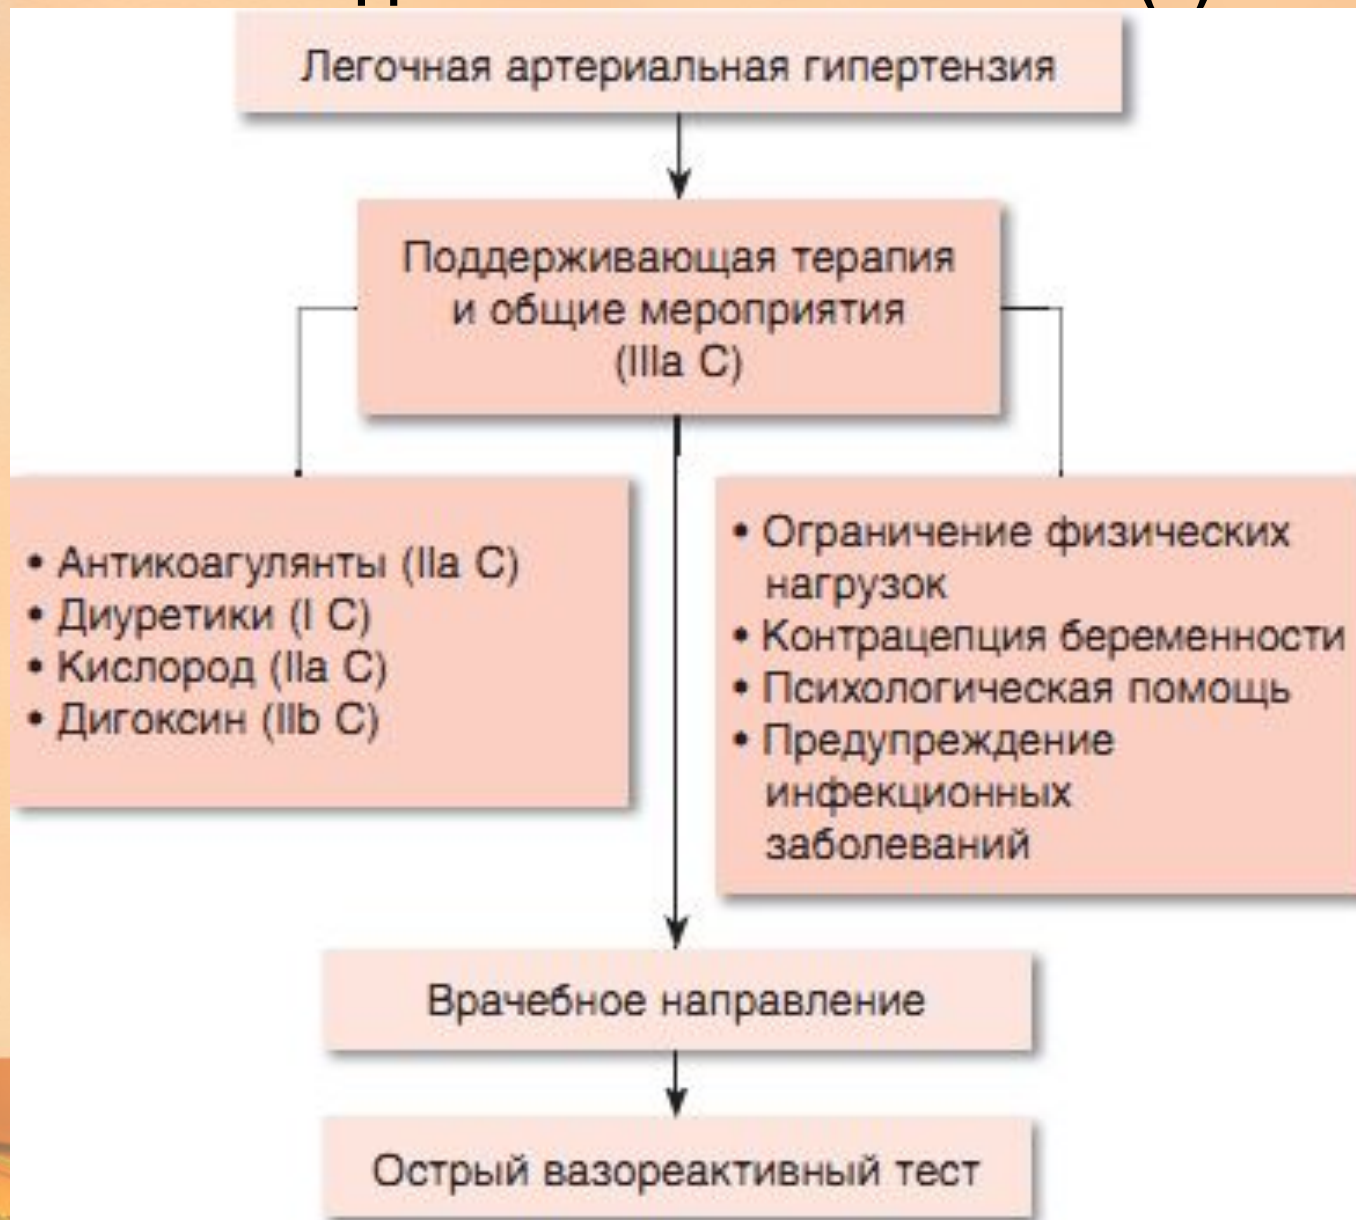 Легочная артериальная гипертензия
Поддерживающая терапия
и общие мероприятия
(IIIa C)
• Антикоагулянты (IIa C)
• Диуретики (I C)
• Кислород (IIa C)
• Дигоксин (IIb C)
• Ограничение физических
нагрузок
• Контрацепция беременности
• Психологическая помощь
• Предупреждение
инфекционных
заболеваний
Врачебное направление
Острый вазореактивный тест